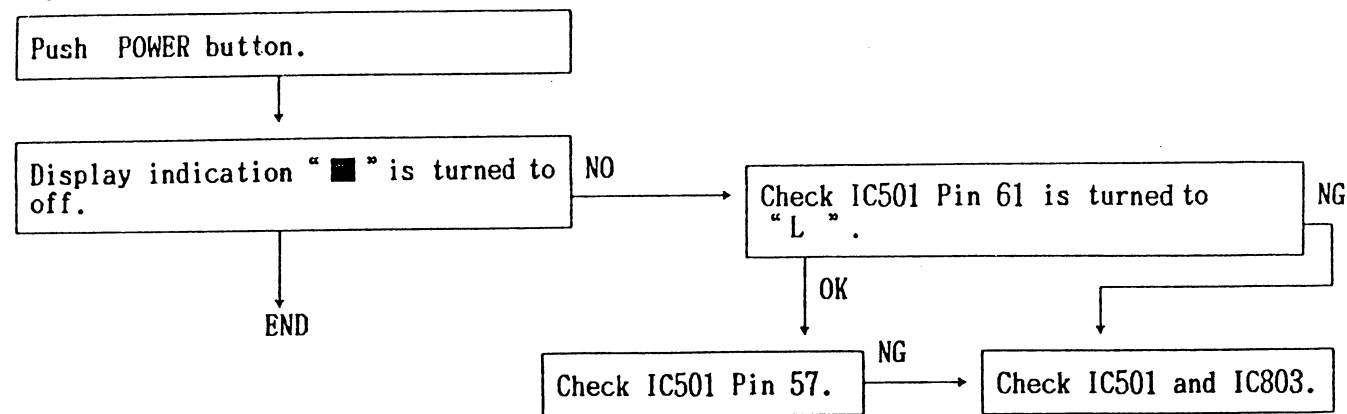 Push POWER button.
Display indication “ ■ ” is turned to
off.
NO
Check IC501 Pin 61 is turned to
“ L ” .
NG
OK
END
Check IC501 Pin 57.
NG
Check IC501 and IC803.